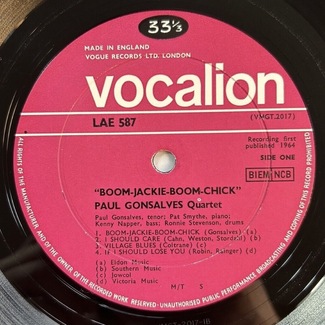 33⅓
MADE IN ENGLAND
VOGUE RECORDS LTD. LONDON
vocalion
LAE 587
(VMGT.2017)
Recording first
published 1964
SIDE ONE
BIEM NCB
"BOOM-JACKIE-BOOM-CHICK"
PAUL GONSALVES Quartet
Paul Gonsalves, tenor; Pat Smythe, piano;
Kenny Napper, bass; Ronnie Stevenson, drums
1. BOOM-JACKIE-BOOM-CHICK (Gonsalves) (a)
2. I SHOULD CARE (Cahn, Weston, Stordahl) (b)
3. VILLAGE BLUES (Coltrane) (c)
4. IF I SHOULD LOSE YOU (Robin, Rainger) (d)
(a) Eldon Music
(b) Southern Music
(c) Jowcol
(d) Victoria Music
M/T S
ALL RIGHTS OF THE MANUFACTURER AND OF THE OWNER OF THE RECORDED WORK RESERVED · UNAUTHORISED PUBLIC PERFORMANCE BROADCASTING AND COPYING OF THIS RECORD PROHIBITED